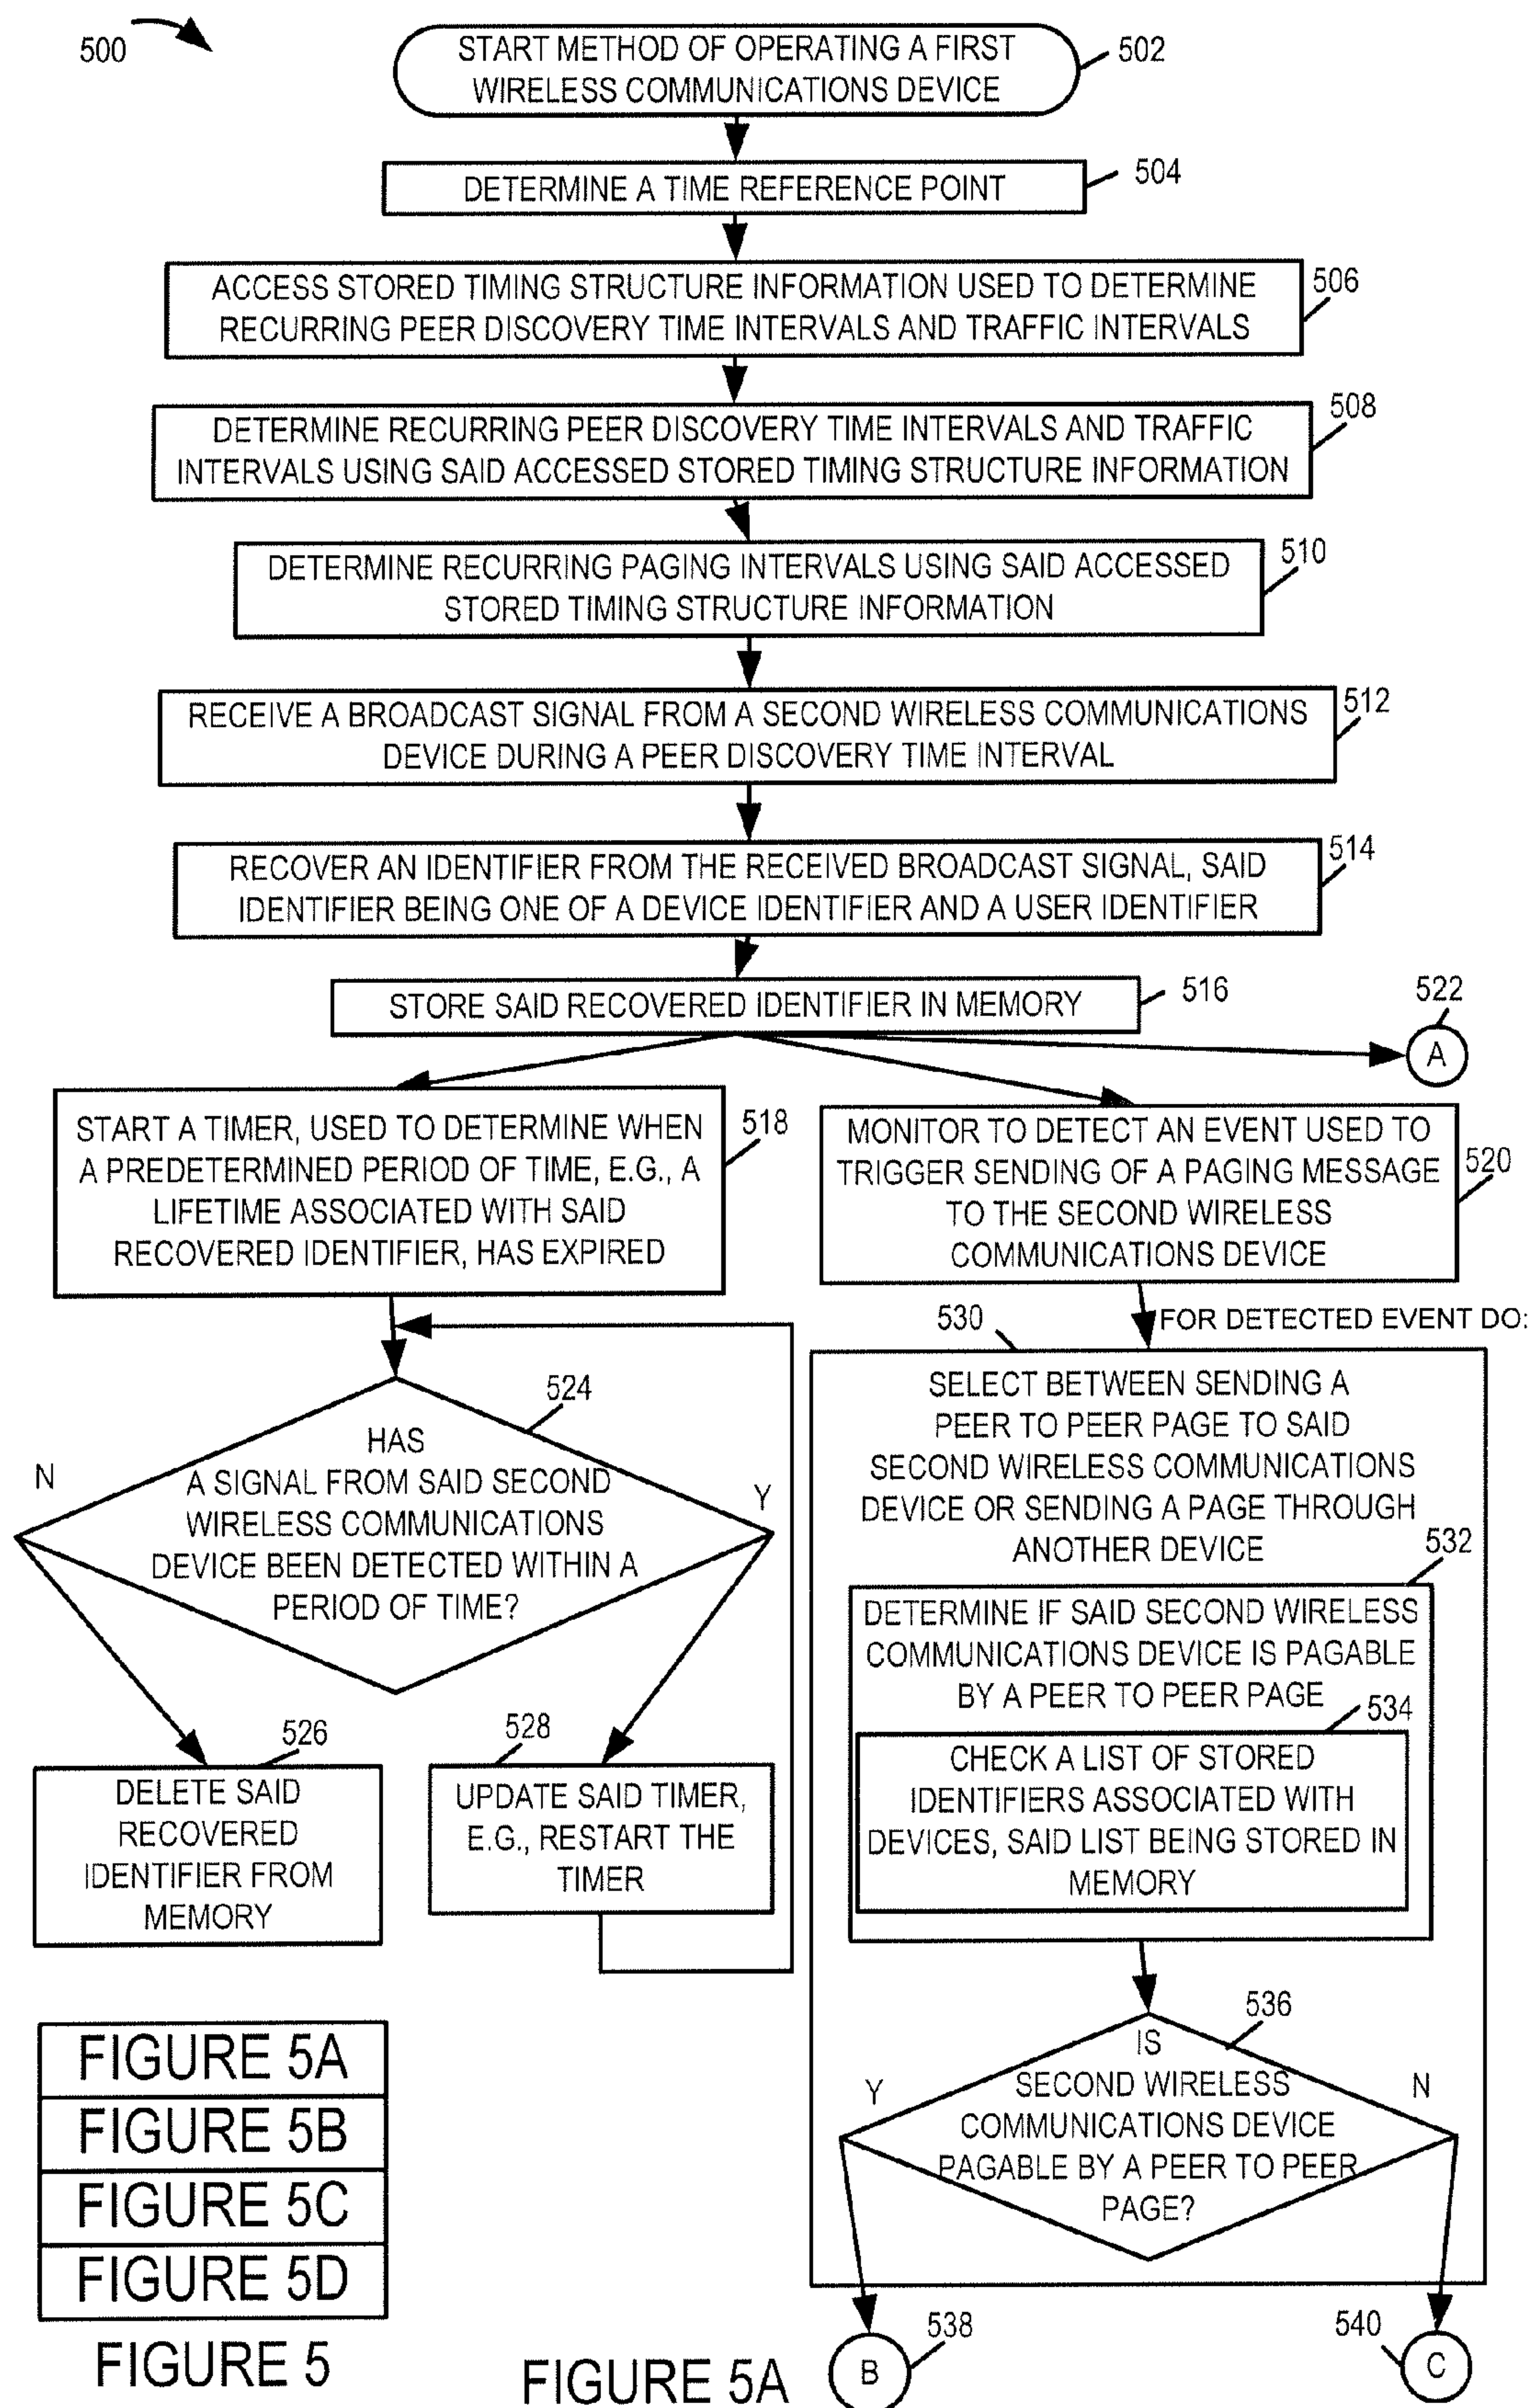 500
START METHOD OF OPERATING A FIRST
WIRELESS COMMUNICATIONS DEVICE
502
DETERMINE A TIME REFERENCE POINT
504
ACCESS STORED TIMING STRUCTURE INFORMATION USED TO DETERMINE
RECURRING PEER DISCOVERY TIME INTERVALS AND TRAFFIC INTERVALS
506
DETERMINE RECURRING PEER DISCOVERY TIME INTERVALS AND TRAFFIC
INTERVALS USING SAID ACCESSED STORED TIMING STRUCTURE INFORMATION
508
DETERMINE RECURRING PAGING INTERVALS USING SAID ACCESSED
STORED TIMING STRUCTURE INFORMATION
510
RECEIVE A BROADCAST SIGNAL FROM A SECOND WIRELESS COMMUNICATIONS
DEVICE DURING A PEER DISCOVERY TIME INTERVAL
512
RECOVER AN IDENTIFIER FROM THE RECEIVED BROADCAST SIGNAL, SAID
IDENTIFIER BEING ONE OF A DEVICE IDENTIFIER AND A USER IDENTIFIER
514
STORE SAID RECOVERED IDENTIFIER IN MEMORY
516
522
A
START A TIMER, USED TO DETERMINE WHEN
A PREDETERMINED PERIOD OF TIME, E.G., A
LIFETIME ASSOCIATED WITH SAID
RECOVERED IDENTIFIER, HAS EXPIRED
518
MONITOR TO DETECT AN EVENT USED TO
TRIGGER SENDING OF A PAGING MESSAGE
TO THE SECOND WIRELESS
COMMUNICATIONS DEVICE
520
FOR DETECTED EVENT DO:
524
HAS
A SIGNAL FROM SAID SECOND
WIRELESS COMMUNICATIONS
DEVICE BEEN DETECTED WITHIN A
PERIOD OF TIME?
N
Y
526
DELETE SAID
RECOVERED
IDENTIFIER FROM
MEMORY
528
UPDATE SAID TIMER,
E.G., RESTART THE
TIMER
530
SELECT BETWEEN SENDING A
PEER TO PEER PAGE TO SAID
SECOND WIRELESS COMMUNICATIONS
DEVICE OR SENDING A PAGE THROUGH
ANOTHER DEVICE
532
DETERMINE IF SAID SECOND WIRELESS
COMMUNICATIONS DEVICE IS PAGABLE
BY A PEER TO PEER PAGE
534
CHECK A LIST OF STORED
IDENTIFIERS ASSOCIATED WITH
DEVICES, SAID LIST BEING STORED IN
MEMORY
536
IS
SECOND WIRELESS
COMMUNICATIONS DEVICE
PAGABLE BY A PEER TO PEER
PAGE?
Y
N
538
B
540
C
FIGURE 5A
FIGURE 5B
FIGURE 5C
FIGURE 5D
FIGURE 5
FIGURE 5A